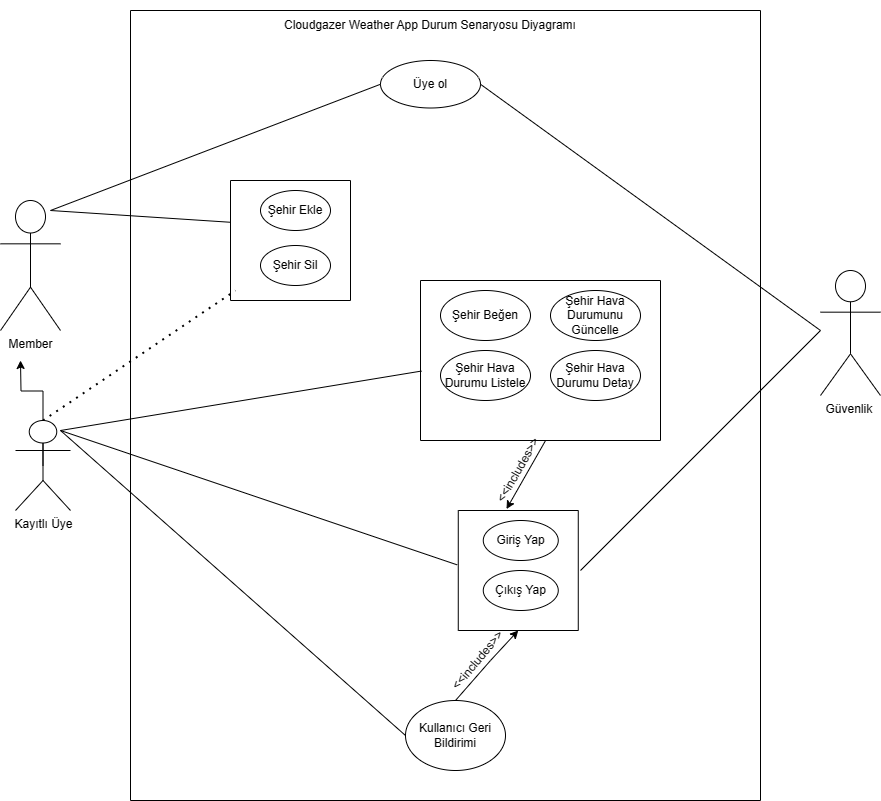 Cloudgazer Weather App Durum Senaryosu Diyagramı
Üye ol
Şehir Ekle
Şehir Sil
Member
Şehir Beğen
Şehir Hava
Durumunu
Güncelle
Şehir Hava
Durumu Listele
Şehir Hava
Durumu Detay
Güvenlik
Kayıtlı Üye
<<includes>>
Giriş Yap
Çıkış Yap
<<includes>>
Kullanıcı Geri
Bildirimi